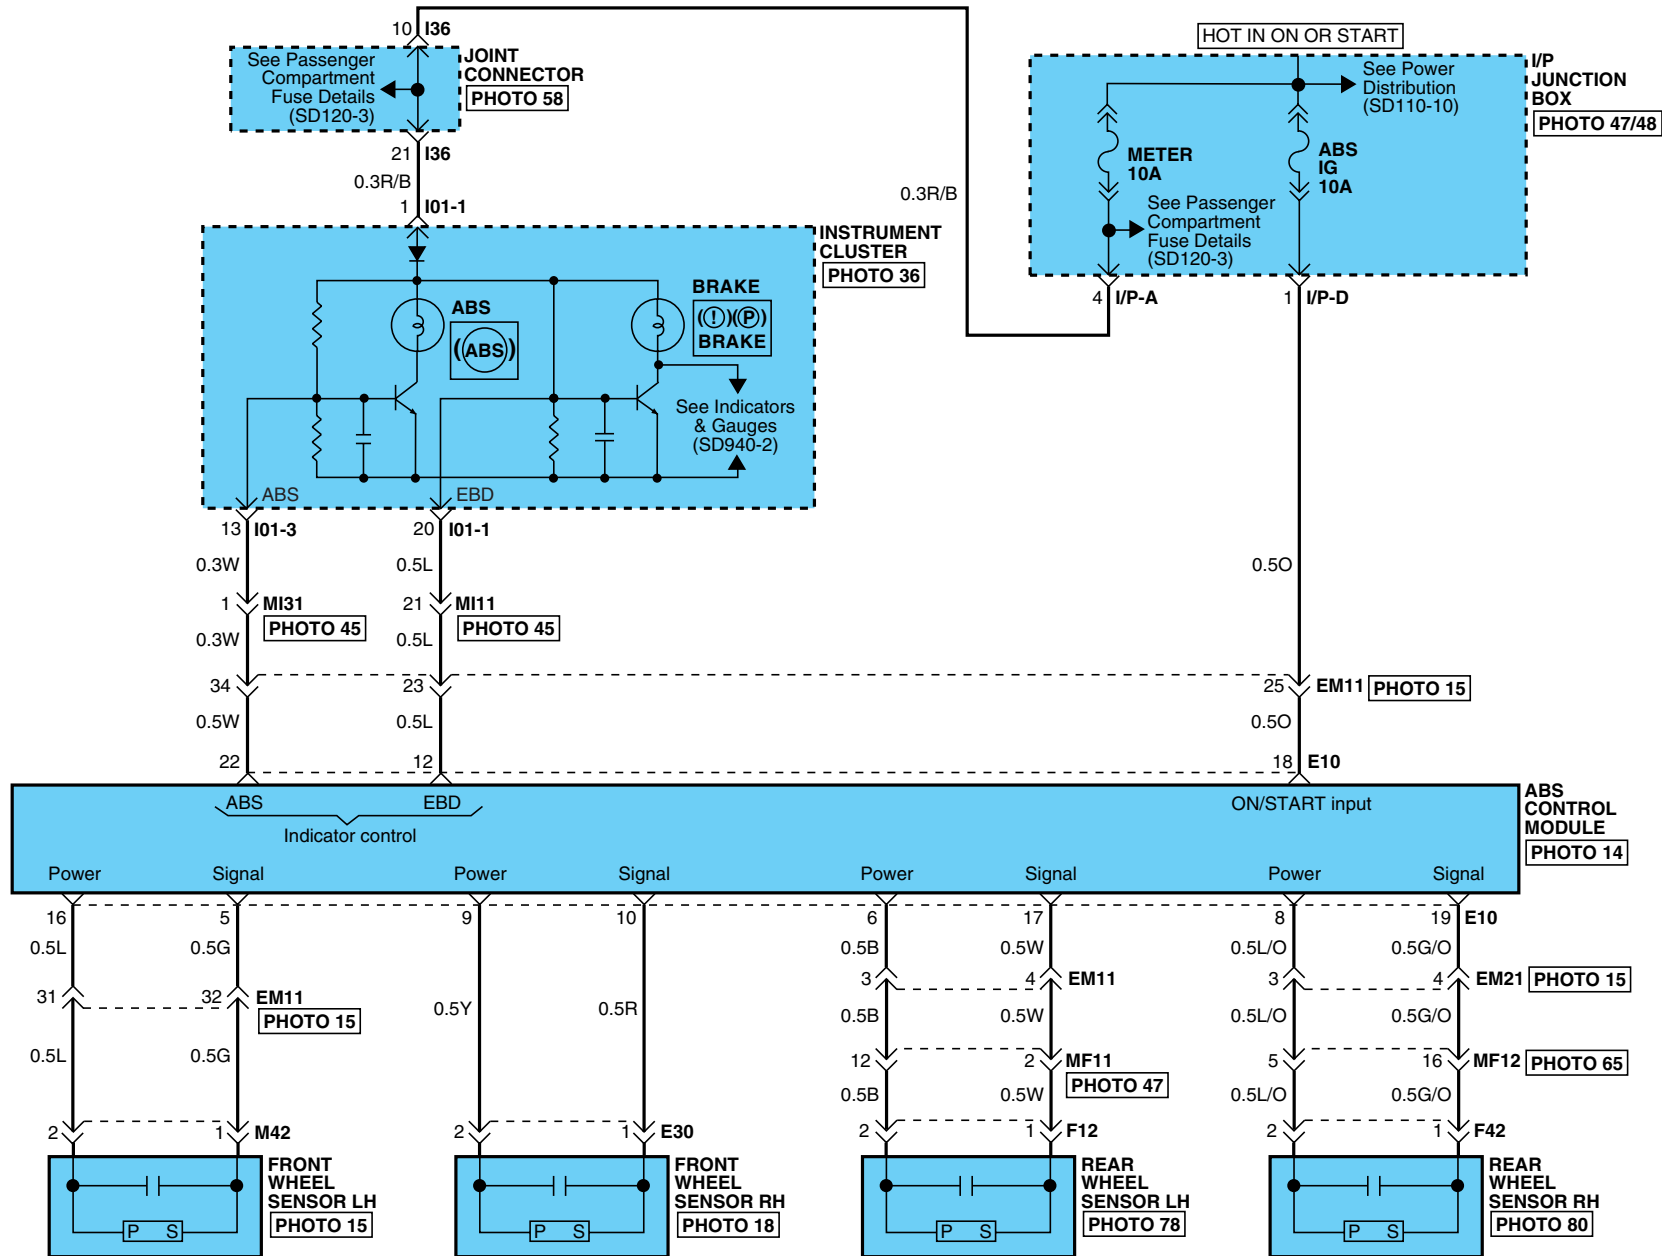 10 I36
HOT IN ON OR START
See Passenger
Compartment
Fuse Details
(SD120-3)
JOINT
CONNECTOR
PHOTO 58
See Power
Distribution
(SD110-10)
I/P
JUNCTION
BOX
PHOTO 47/48
21 I36
0.3R/B
1 I01-1
METER
10A
ABS
IG
10A
0.3R/B
See Passenger
Compartment
Fuse Details
(SD120-3)
4 I/P-A
1 I/P-D
INSTRUMENT
CLUSTER
PHOTO 36
ABS
(ABS)
BRAKE
(!)(P)
BRAKE
See Indicators
& Gauges
(SD940-2)
ABS
EBD
13 I01-3
20 I01-1
0.3W
0.5L
0.5O
1 MI31
PHOTO 45
21 MI11
PHOTO 45
0.3W
0.5L
34
23
25 EM11 PHOTO 15
0.5W
0.5L
0.5O
22
12
18 E10
ABS
EBD
Indicator control
ON/START input
ABS
CONTROL
MODULE
PHOTO 14
Power
Signal
Power
Signal
Power
Signal
Power
Signal
16
5
9
10
6
17
8
19 E10
0.5L
0.5G
0.5B
0.5W
0.5L/O
0.5G/O
31
32 EM11
PHOTO 15
0.5Y
0.5R
3
4 EM11
3
4 EM21 PHOTO 15
0.5L
0.5G
0.5B
0.5W
0.5L/O
0.5G/O
12
2 MF11
PHOTO 47
5
16 MF12 PHOTO 65
0.5B
0.5W
0.5L/O
0.5G/O
2
1 M42
2
1 E30
2
1 F12
2
1 F42
P S
FRONT
WHEEL
SENSOR LH
PHOTO 15
P S
FRONT
WHEEL
SENSOR RH
PHOTO 18
P S
REAR
WHEEL
SENSOR LH
PHOTO 78
P S
REAR
WHEEL
SENSOR RH
PHOTO 80